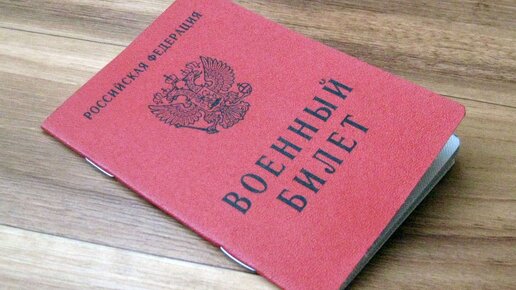 РОССИЙСКАЯ ФЕДЕРАЦИЯ
ВОЕННЫЙ
БИЛЕТ